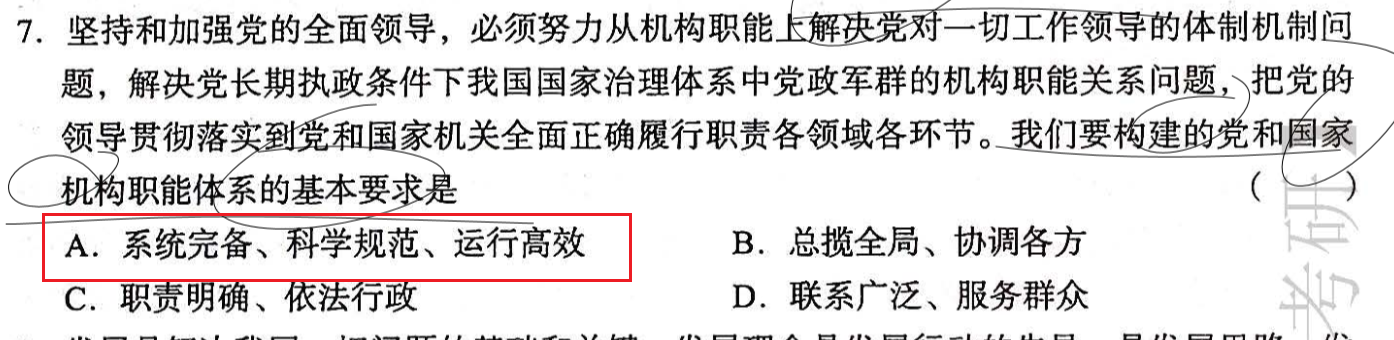 7. 坚持和加强党的全面领导，必须努力从机构职能上解决党对一切工作领导的体制机制问
题，解决党长期执政条件下我国国家治理体系中党政军群的机构职能关系问题，把党的
领导贯彻落实到党和国家机关全面正确履行职责各领域各环节。我们要构建的党和国家
机构职能体系的基本要求是 （ ）
A. 系统完备、科学规范、运行高效 B. 总揽全局、协调各方
C. 职责明确、依法行政 D. 联系广泛、服务群众
考研